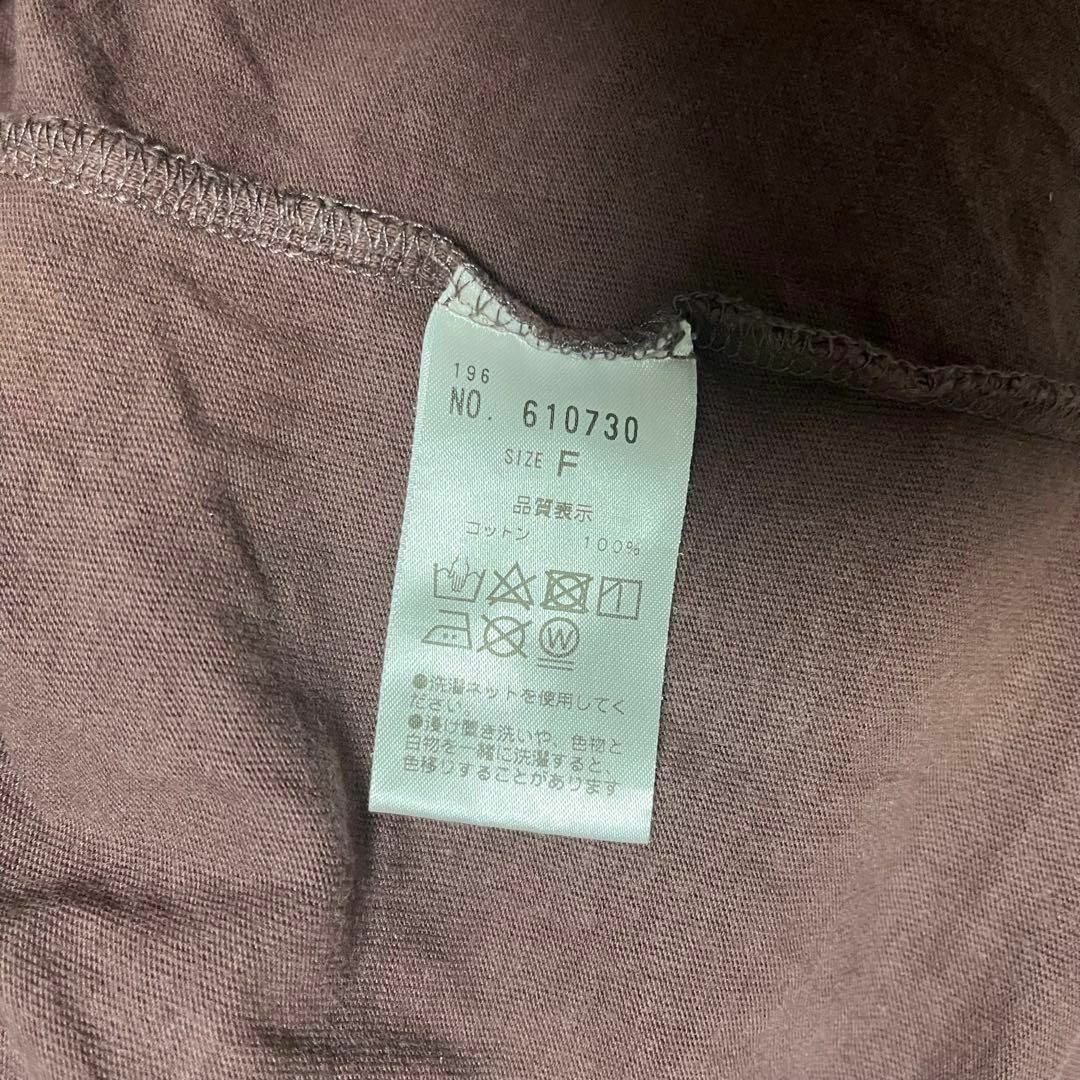 196
NO. 610730
SIZE F
品質表示
コットン 100%
W
●洗濯ネットを使用してく
ださい。
●浸け置き洗いや、色物と
白物を一緒に洗濯すると、
色移りすることがあります